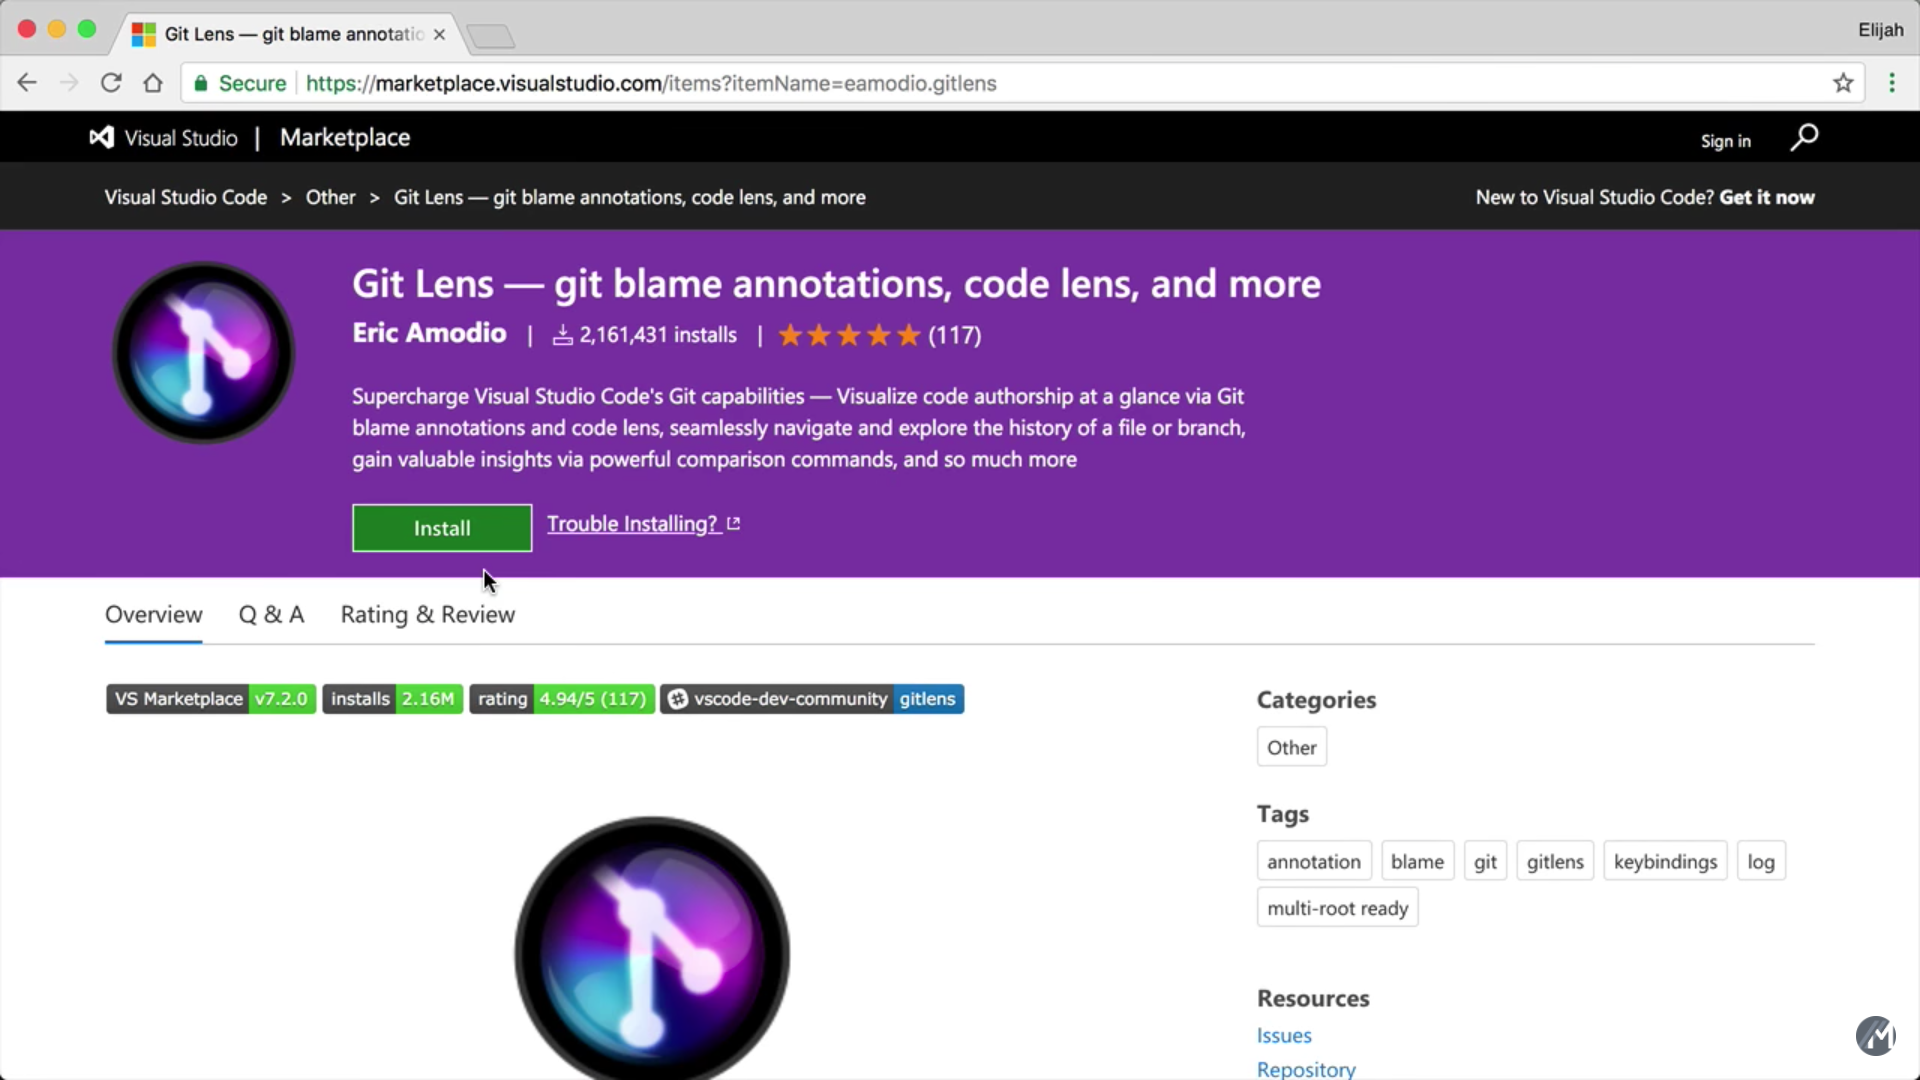 Git Lens — git blame annotatio
Elijah
Secure https://marketplace.visualstudio.com/items?itemName=eamodio.gitlens
Visual Studio | Marketplace
Sign in
Visual Studio Code > Other > Git Lens — git blame annotations, code lens, and more
New to Visual Studio Code? Get it now
Git Lens — git blame annotations, code lens, and more
Eric Amodio | 2,161,431 installs | (117)
Supercharge Visual Studio Code's Git capabilities — Visualize code authorship at a glance via Git
blame annotations and code lens, seamlessly navigate and explore the history of a file or branch,
gain valuable insights via powerful comparison commands, and so much more
Install
Trouble Installing?
Overview Q & A Rating & Review
VS Marketplace v7.2.0 installs 2.16M rating 4.94/5 (117) vscode-dev-community gitlens
Categories
Other
Tags
annotation blame git gitlens keybindings log
multi-root ready
Resources
Issues
Repository